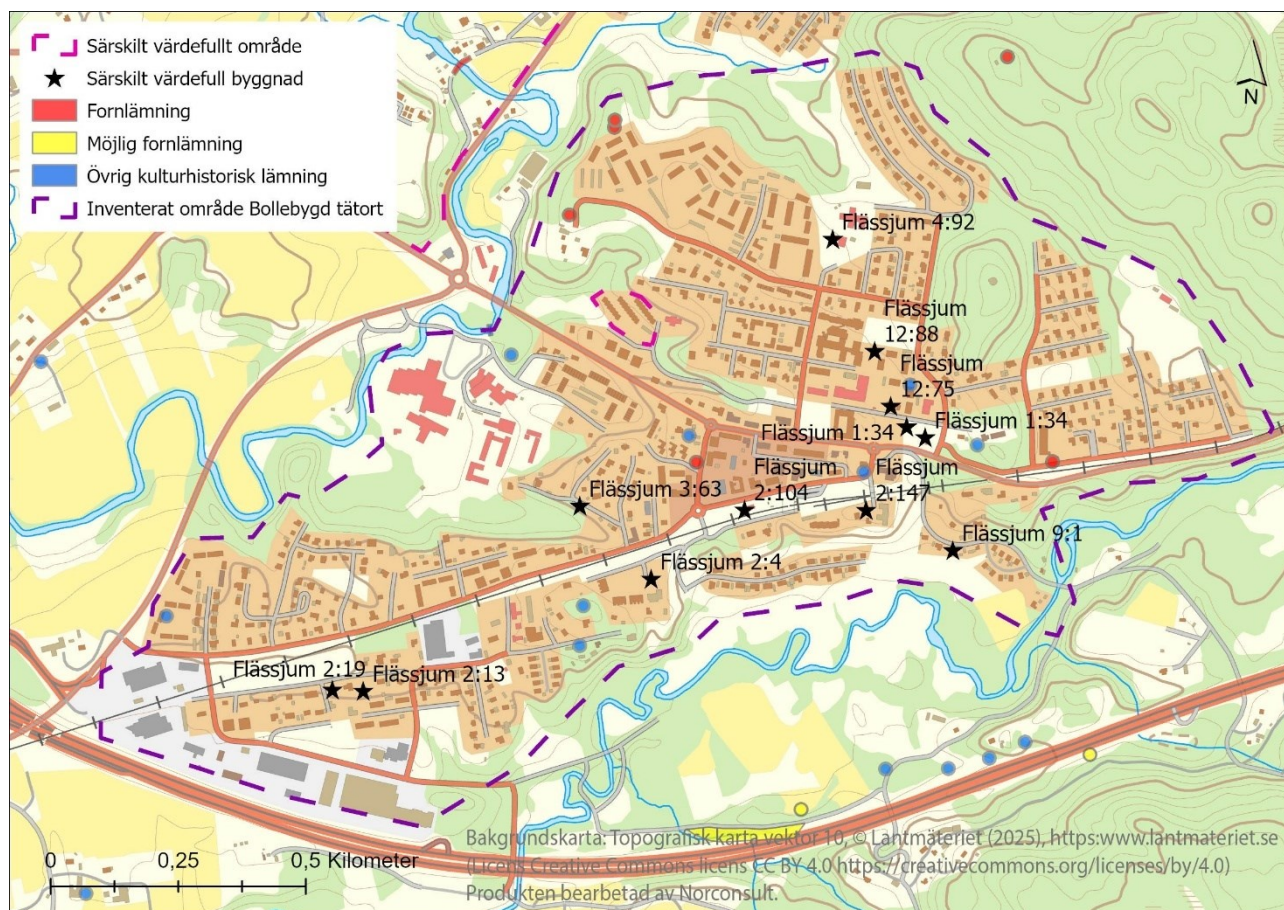 Särskilt värdefullt område
Särskilt värdefull byggnad
Fornlämning
Möjlig fornlämning
Övrig kulturhistorisk lämning
Inventerat område Bollebygd tätort
N
Flässjum 4:92
Flässjum
12:88
Flässjum
12:75
Flässjum 1:34
Flässjum 1:34
Flässjum
2:104
Flässjum
2:147
Flässjum 3:63
Flässjum 9:1
Flässjum 2:4
Flässjum 2:19
Flässjum 2:13
0
0,25
0,5 Kilometer
Bakgrundskarta: Topografisk karta vektor 10, © Lantmäteriet (2025), https:www.lantmateriet.se
(Licens Creative Commons licens CC BY 4.0 https://creativecommons.org/licenses/by/4.0)
Produkten bearbetad av Norconsult.